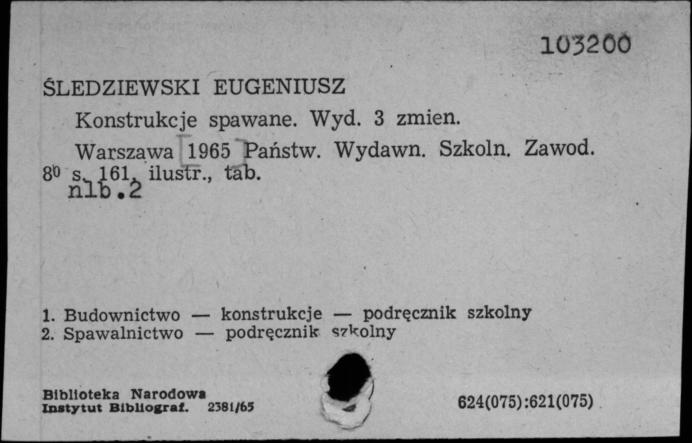 103200
ŚLEDZIEWSKI EUGENIUSZ
Konstrukcje spawane. Wyd. 3 zmien.
Warszawa [1965] Państw. Wydawn. Szkoln. Zawod.
8⁰ s. 161, ilustr., tab.
nlb.2
1. Budownictwo — konstrukcje — podręcznik szkolny
2. Spawalnictwo — podręcznik szkolny
Biblioteka Narodowa
Instytut Bibliograf. 2381/65
624(075):621(075)